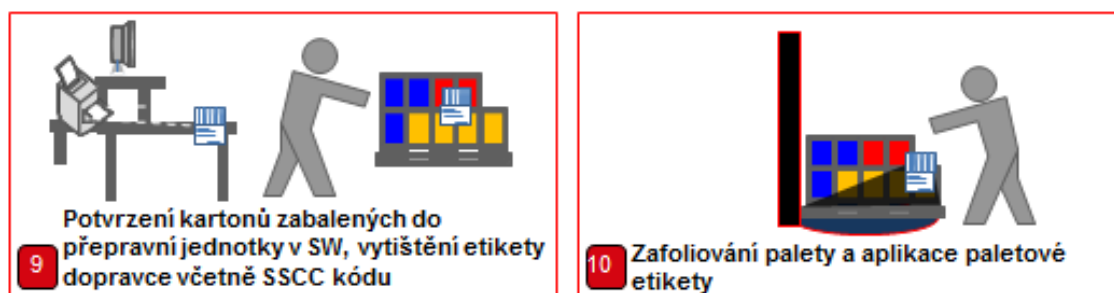 Potvrzení kartonů zabalených do
9 přepravní jednotky v SW, vytištění etikety
dopravce včetně SSCC kódu
10 Zafoliování palety a aplikace paletové
etikety